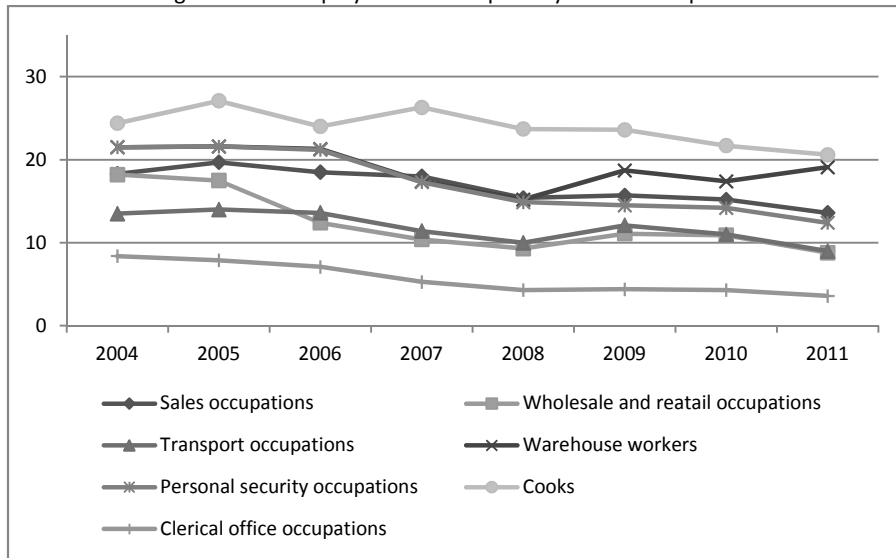 30
20
10
0
2004 2005 2006 2007 2008 2009 2010 2011
Sales occupations Wholesale and reatail occupations
Transport occupations Warehouse workers
Personal security occupations Cooks
Clerical office occupations